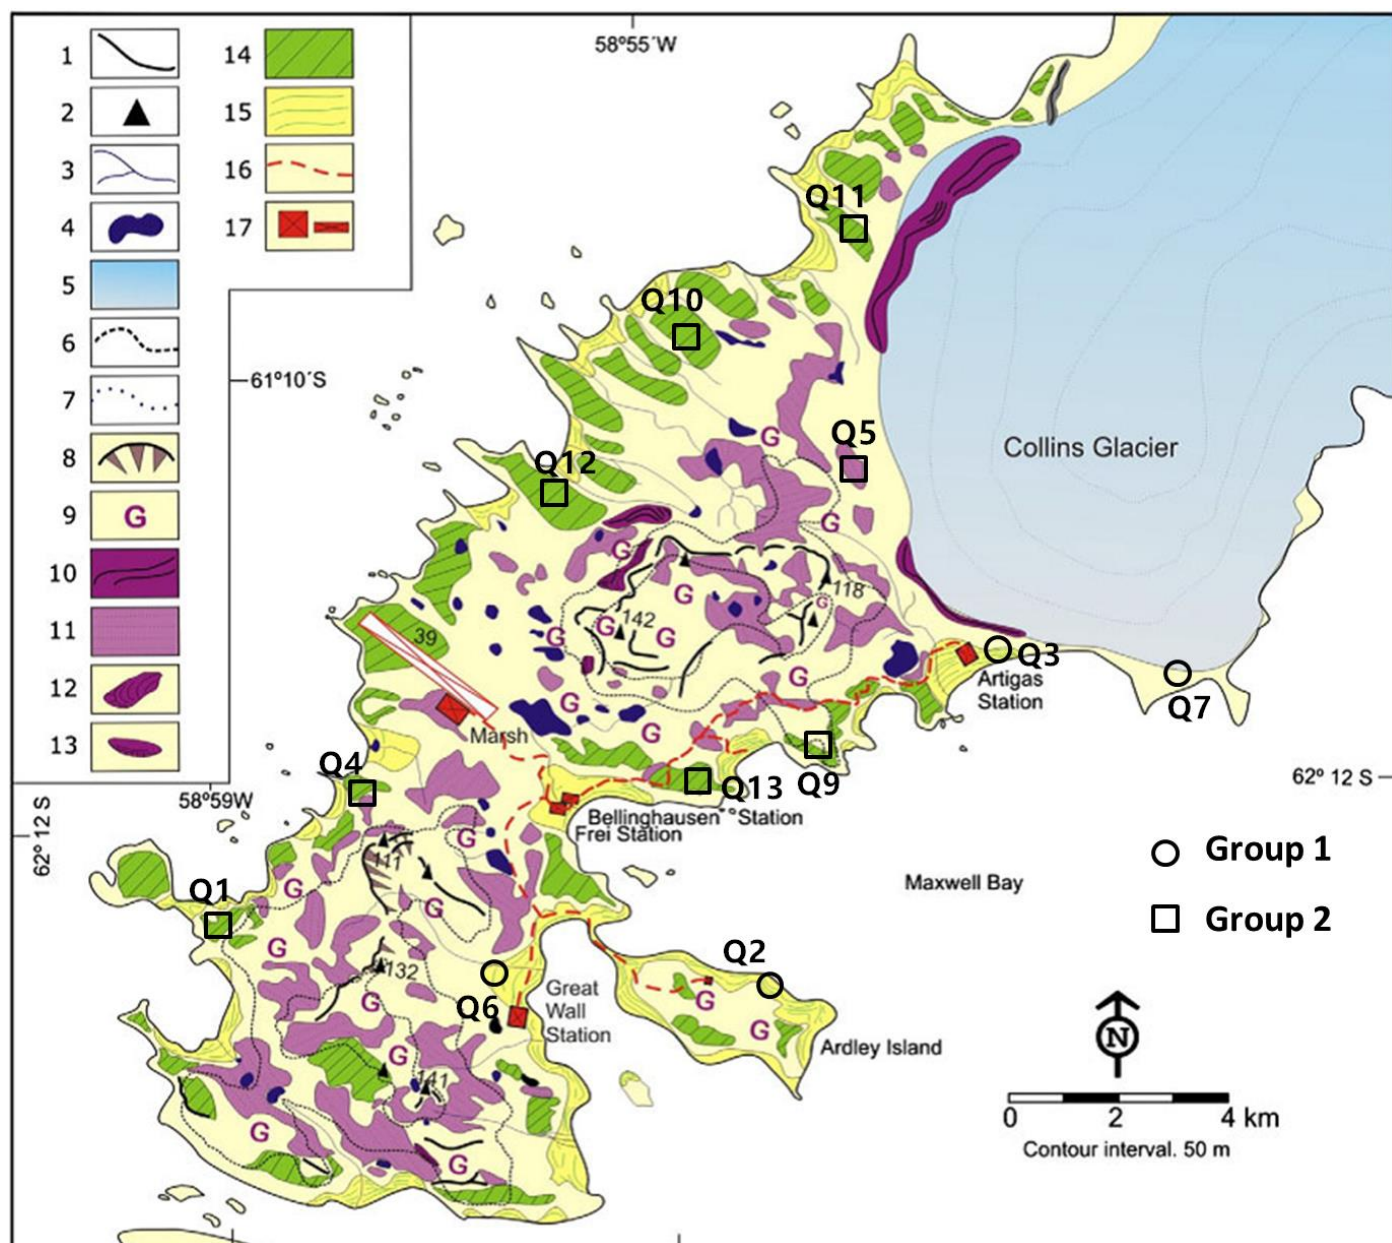 1
2
3
4
5
6
7
8
9
G
10
11
12
13
14
15
16
17
58°55´W
61°10´S
58°59´W
62° 12 S
62° 12 S
Q11
Q10
Q5
Q12
Collins Glacier
G
G
G
G
118
G
142
G
G
G
39
G
G
G
Q3
Artigas
Station
Q7
Marsh
Q4
Q13
Q9
Bellinghausen Station
Frei Station
G
111
G
G
Q1
G
132
G
Q6
Great
Wall
Station
Q2
G
G
Ardley Island
Maxwell Bay
G
141
G
G
Group 1
Group 2
N
0 2 4 km
Contour interval. 50 m